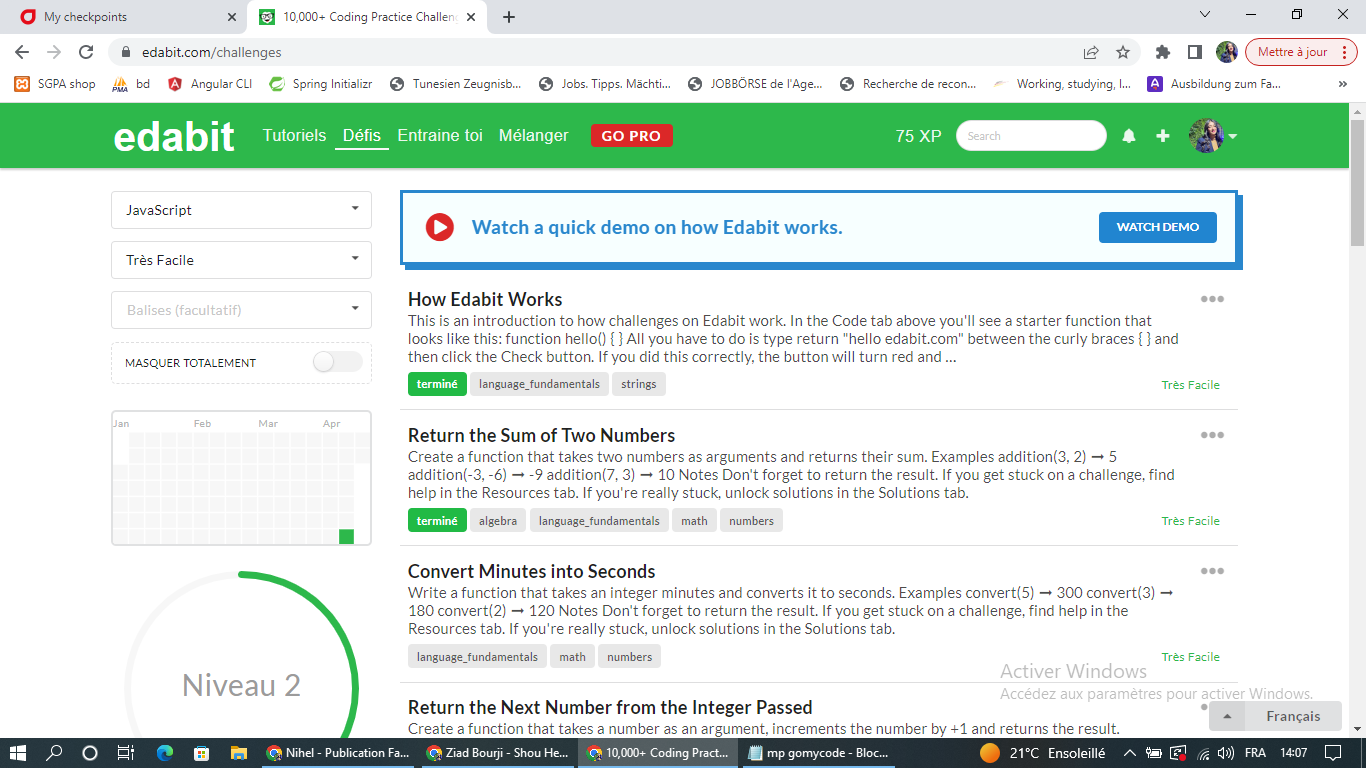 My checkpoints
10,000+ Coding Practice Challen
edabit.com/challenges
Mettre à jour
SGPA shop
PMA
bd
Angular CLI
Spring Initializr
Tunesien Zeugnisb...
Jobs. Tipps. Mächti...
JOBBÖRSE de l'Age...
Recherche de recon...
Working, studying, l...
A
Ausbildung zum Fa...
»
edabit
Tutoriels
Défis
Entraine toi
Mélanger
GO PRO
75 XP
Search
JavaScript
Très Facile
Balises (facultatif)
MASQUER TOTALEMENT
Jan Feb Mar Apr
Niveau 2
Watch a quick demo on how Edabit works.
WATCH DEMO
How Edabit Works
This is an introduction to how challenges on Edabit work. In the Code tab above you'll see a starter function that
looks like this: function hello() { } All you have to do is type return "hello edabit.com" between the curly braces { } and
then click the Check button. If you did this correctly, the button will turn red and ...
terminé language_fundamentals strings
Très Facile
Return the Sum of Two Numbers
Create a function that takes two numbers as arguments and returns their sum. Examples addition(3, 2) ➞ 5
addition(-3, -6) ➞ -9 addition(7, 3) ➞ 10 Notes Don't forget to return the result. If you get stuck on a challenge, find
help in the Resources tab. If you're really stuck, unlock solutions in the Solutions tab.
terminé algebra language_fundamentals math numbers
Très Facile
Convert Minutes into Seconds
Write a function that takes an integer minutes and converts it to seconds. Examples convert(5) ➞ 300 convert(3) ➞
180 convert(2) ➞ 120 Notes Don't forget to return the result. If you get stuck on a challenge, find help in the
Resources tab. If you're really stuck, unlock solutions in the Solutions tab.
language_fundamentals math numbers
Très Facile
Return the Next Number from the Integer Passed
Create a function that takes a number as an argument, increments the number by +1 and returns the result.
Activer Windows
Accédez aux paramètres pour activer Windows.
Français
Nihel - Publication Fa...
Ziad Bourji - Shou He...
10,000+ Coding Pract...
mp gomycode - Bloc...
21°C Ensoleillé
FRA
14:07